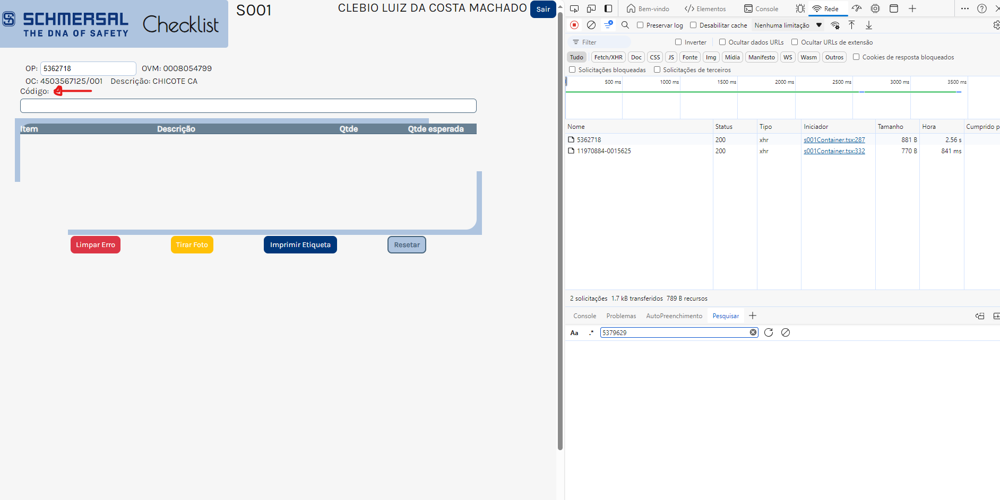 SCHMERSAL
THE DNA OF SAFETY
Checklist
S001
CLEBIO LUIZ DA COSTA MACHADO
Sair
OP: 5362718 OVM: 0008054799
OC: 4503567125/001 Descrição: CHICOTE CA
Código:
Item Descrição Qtde Qtde esperada
Limpar Erro Tirar Foto Imprimir Etiqueta Resetar
Bem-vindo Elementos Console Rede
Preservar log Desabilitar cache Nenhuma limitação
Filter Inverter Ocultar dados URLs Ocultar URLs de extensão
Tudo Fetch/XHR Doc CSS JS Fonte Img Mídia Manifesto WS Wasm Outros Cookies de resposta bloqueados
Solicitações bloqueadas Solicitações de terceiros
500 ms 1000 ms 1500 ms 2000 ms 2500 ms 3000 ms 3500 ms
Nome Status Tipo Iniciador Tamanho Hora Cumprido p
5362718 200 xhr s001Container.tsx:287 881 B 2.56 s
11970884-0015625 200 xhr s001Container.tsx:332 770 B 841 ms
2 solicitações 1.7 kB transferidos 789 B recursos
Console Problemas AutoPreenchimento Pesquisar
Aa .* 5379629